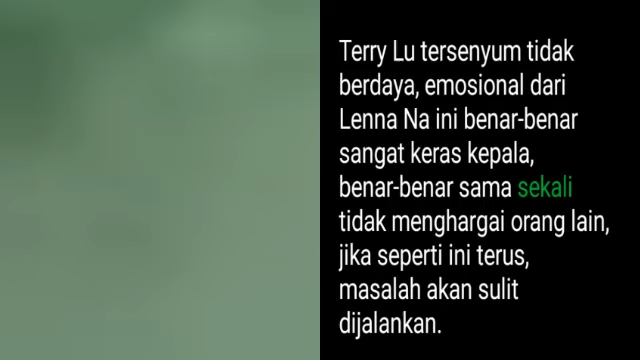 Terry Lu tersenyum tidak
berdaya, emosional dari
Lenna Na ini benar-benar
sangat keras kepala,
benar-benar sama sekali
tidak menghargai orang lain,
jika seperti ini terus,
masalah akan sulit
dijalankan.